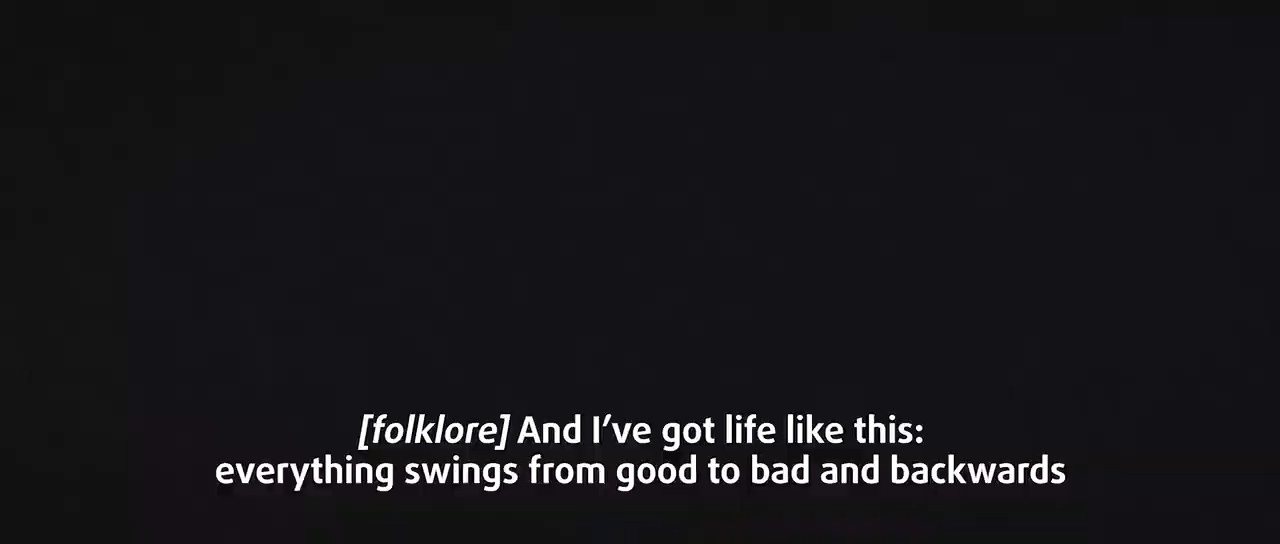 [folklore] And I’ve got life like this:
everything swings from good to bad and backwards